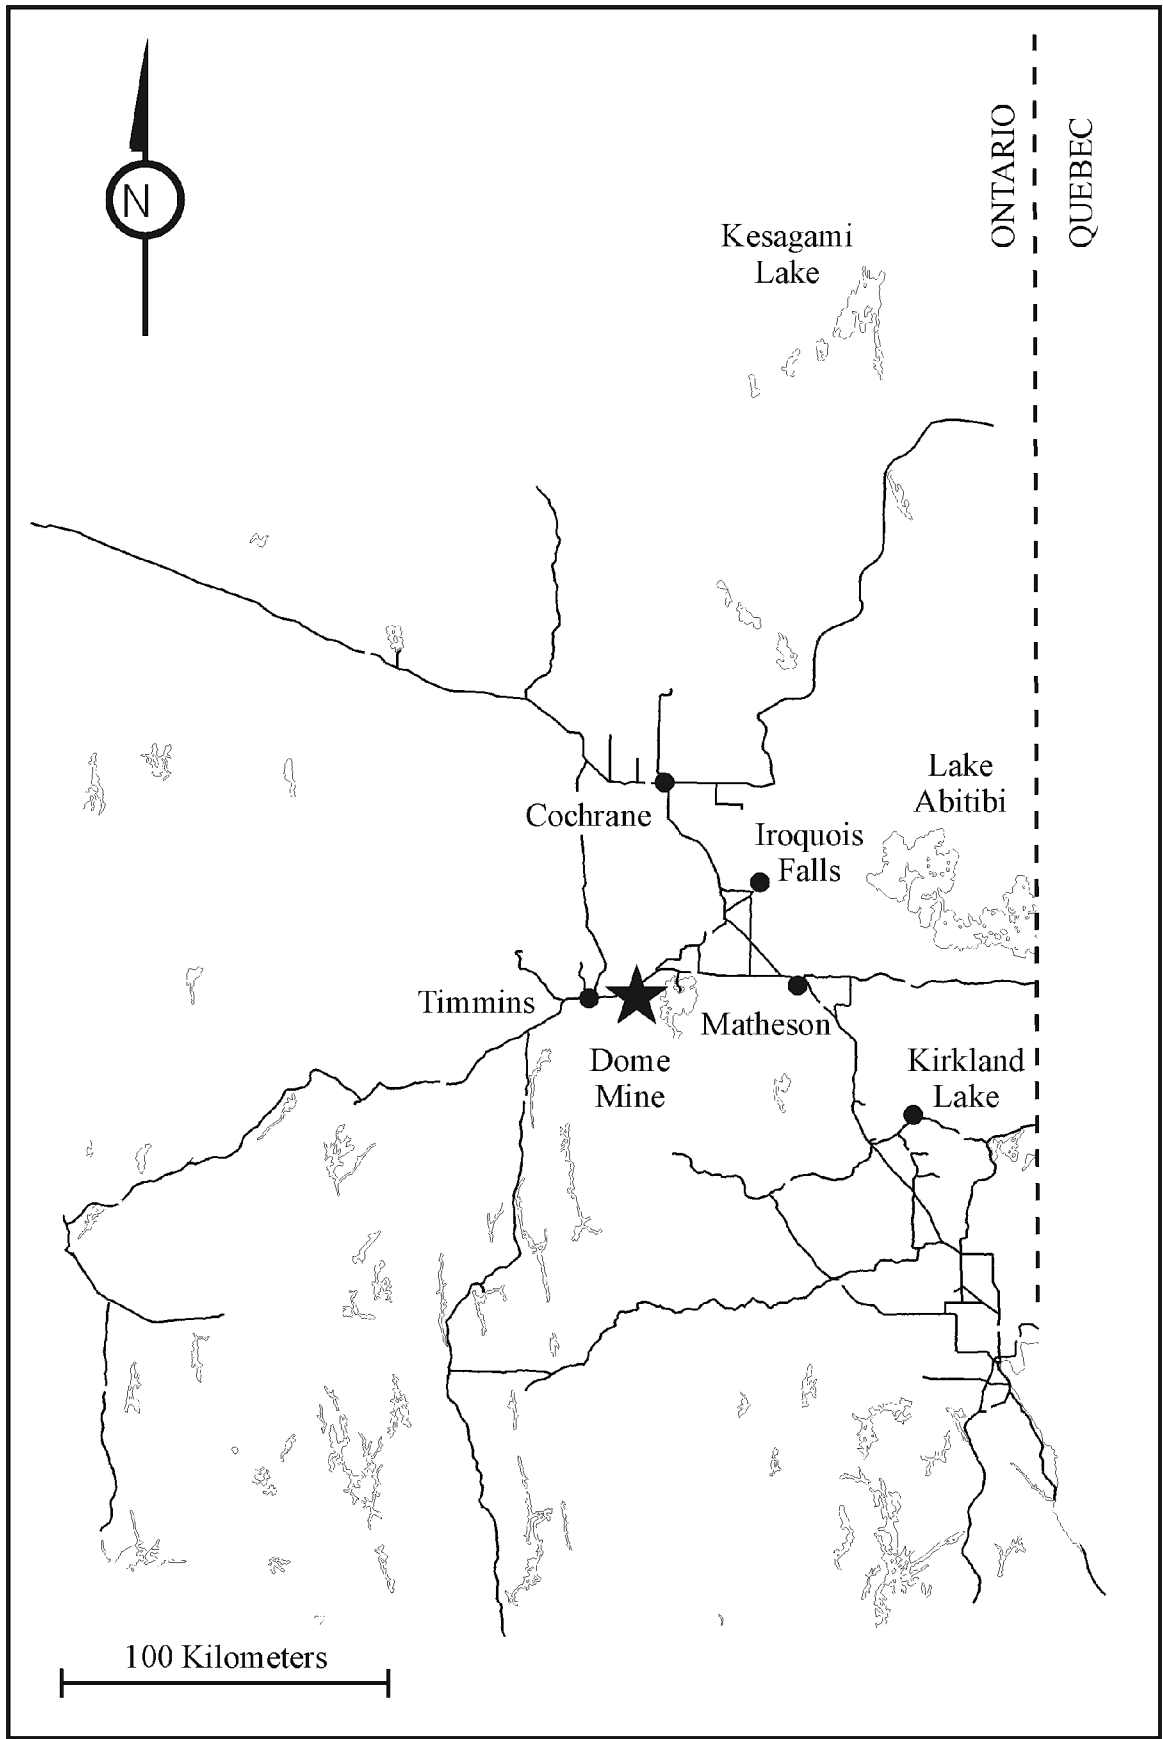 N
ONTARIO
QUEBEC
Kesagami
Lake
Lake
Abitibi
Cochrane
Iroquois
Falls
Timmins
Matheson
Dome
Mine
Kirkland
Lake
100 Kilometers